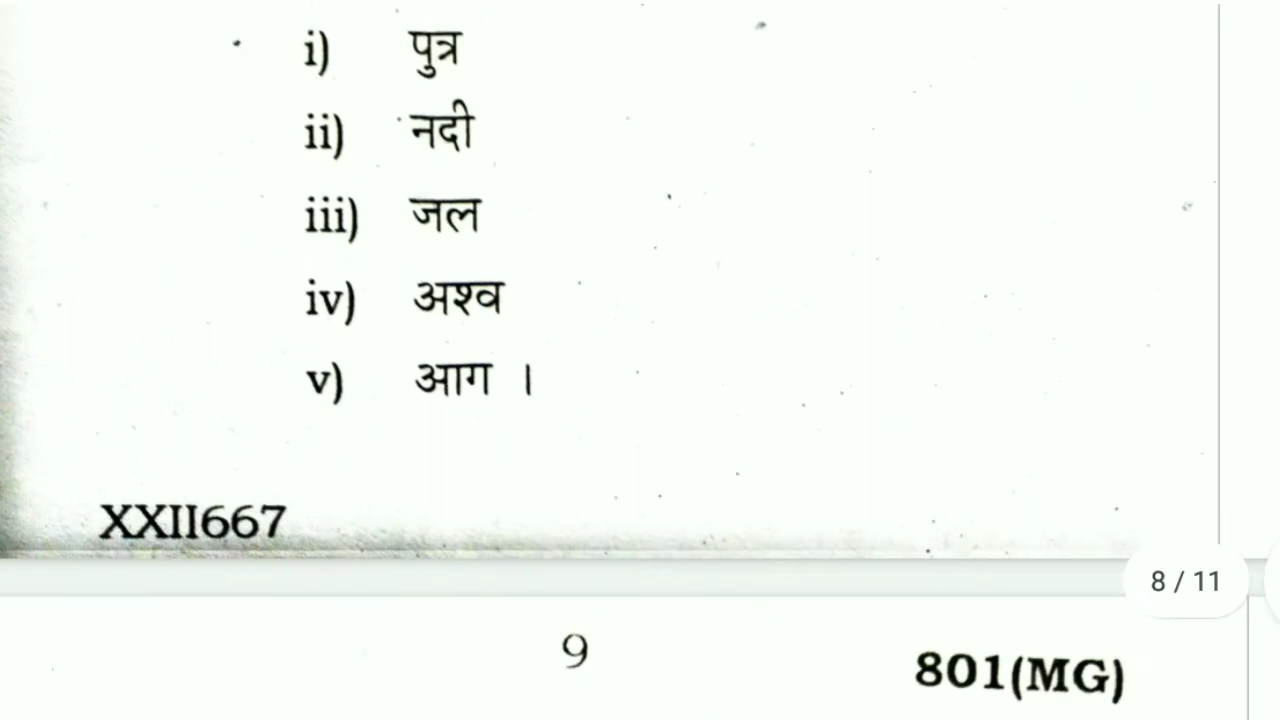 i) पुत्र
ii) नदी
iii) जल
iv) अश्व
v) आग ।
XXII667
8 / 11
9
801(MG)